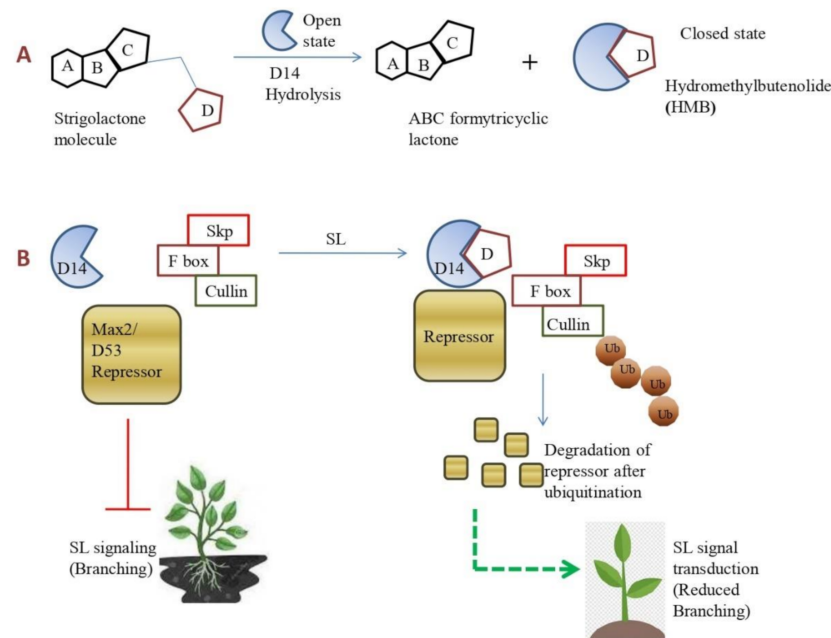 A
A
B
C
D
Strigolactone
molecule
Open
state
D14
Hydrolysis
A
B
C
ABC formytricyclic
lactone
+
D
Closed state
Hydromethylbutenolide
(HMB)
B
D14
Skp
F box
Cullin
Max2/
D53
Repressor
SL signaling
(Branching)
SL
D14
D
Skp
F box
Cullin
Repressor
Ub
Ub
Ub
Ub
Degradation of
repressor after
ubiquitination
SL signal
transduction
(Reduced
Branching)